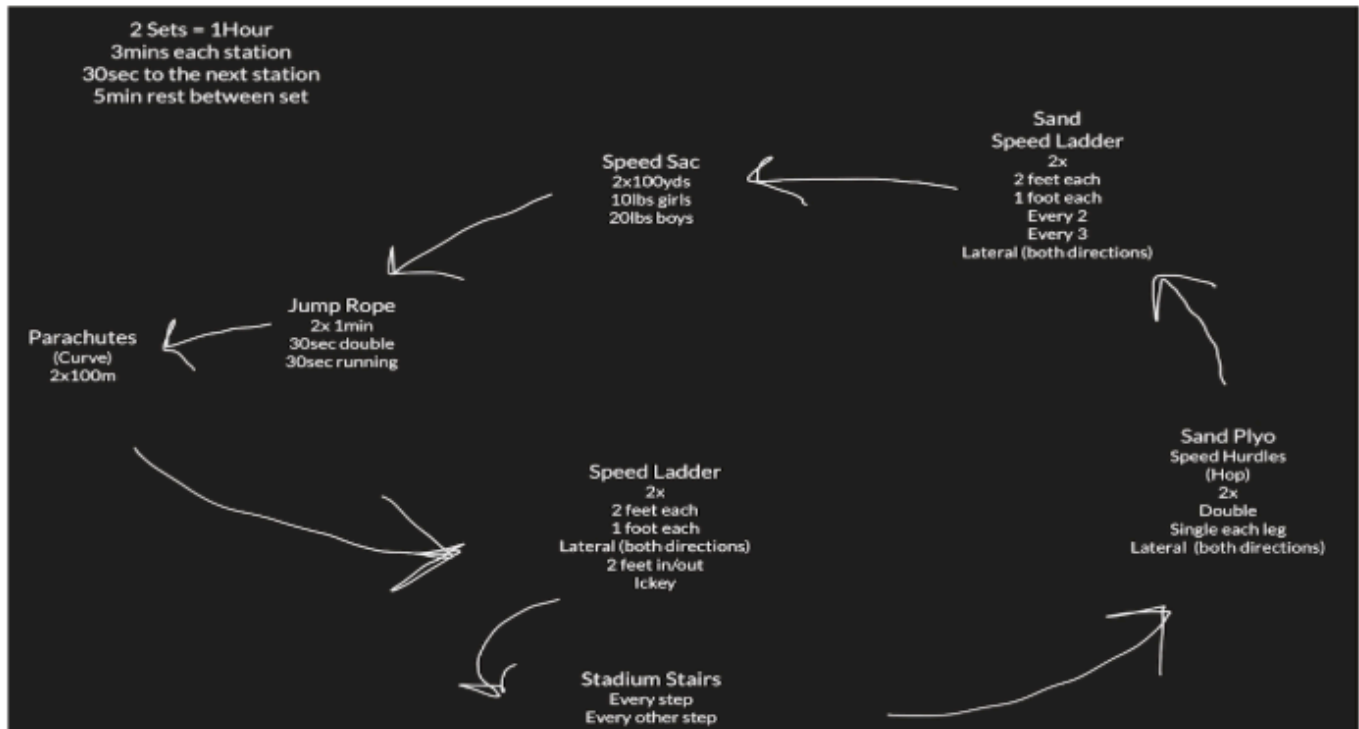 2 Sets = 1Hour
3mins each station
30sec to the next station
5min rest between set
Sand
Speed Ladder
2x
2 feet each
1 foot each
Every 2
Every 3
Lateral (both directions)
Speed Sac
2x100yds
10lbs girls
20lbs boys
Jump Rope
2x 1min
30sec double
30sec running
Parachutes
(Curve)
2x100m
Speed Ladder
2x
2 feet each
1 foot each
Lateral (both directions)
2 feet in/out
Ickey
Stadium Stairs
Every step
Every other step
Sand Plyo
Speed Hurdles
(Hop)
2x
Double
Single each leg
Lateral (both directions)